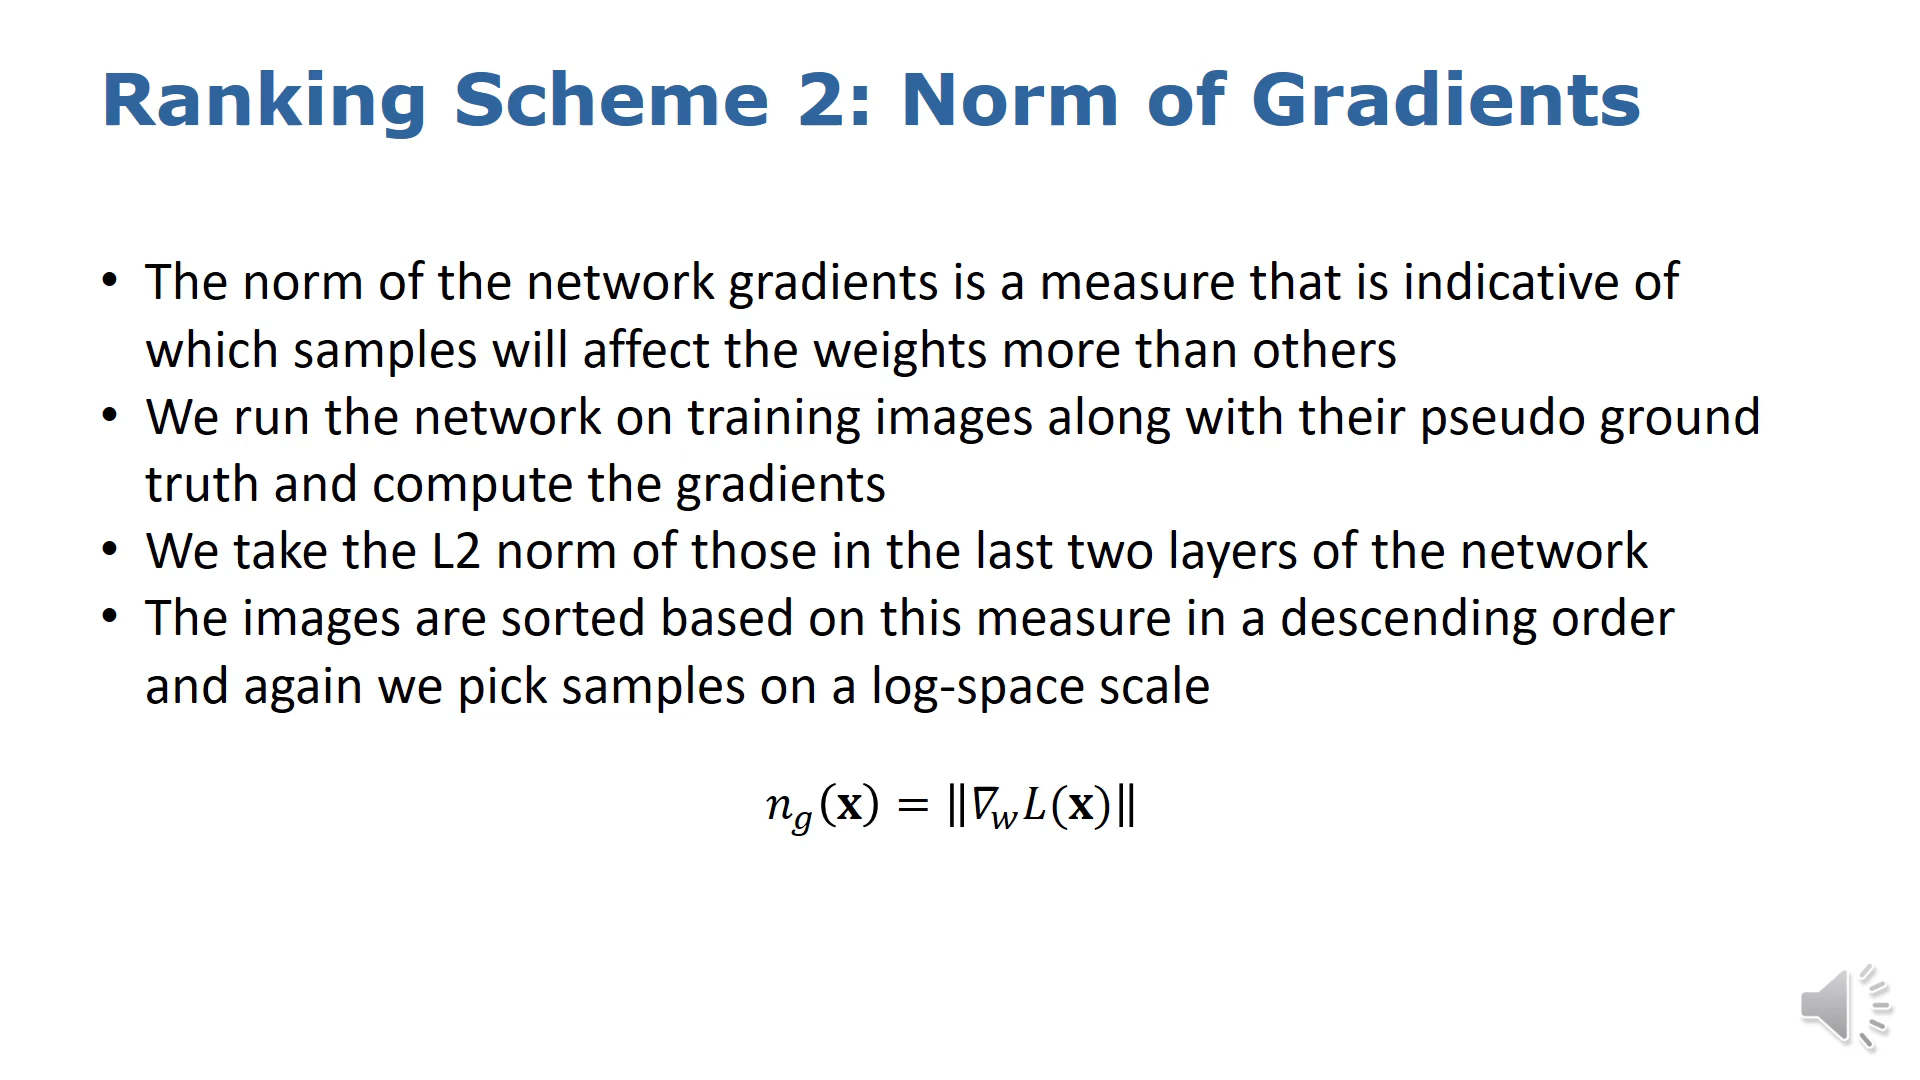 Ranking Scheme 2: Norm of Gradients
• The norm of the network gradients is a measure that is indicative of
which samples will affect the weights more than others
• We run the network on training images along with their pseudo ground
truth and compute the gradients
• We take the L2 norm of those in the last two layers of the network
• The images are sorted based on this measure in a descending order
and again we pick samples on a log-space scale
n_g(𝐱) = ‖∇_w L(𝐱)‖